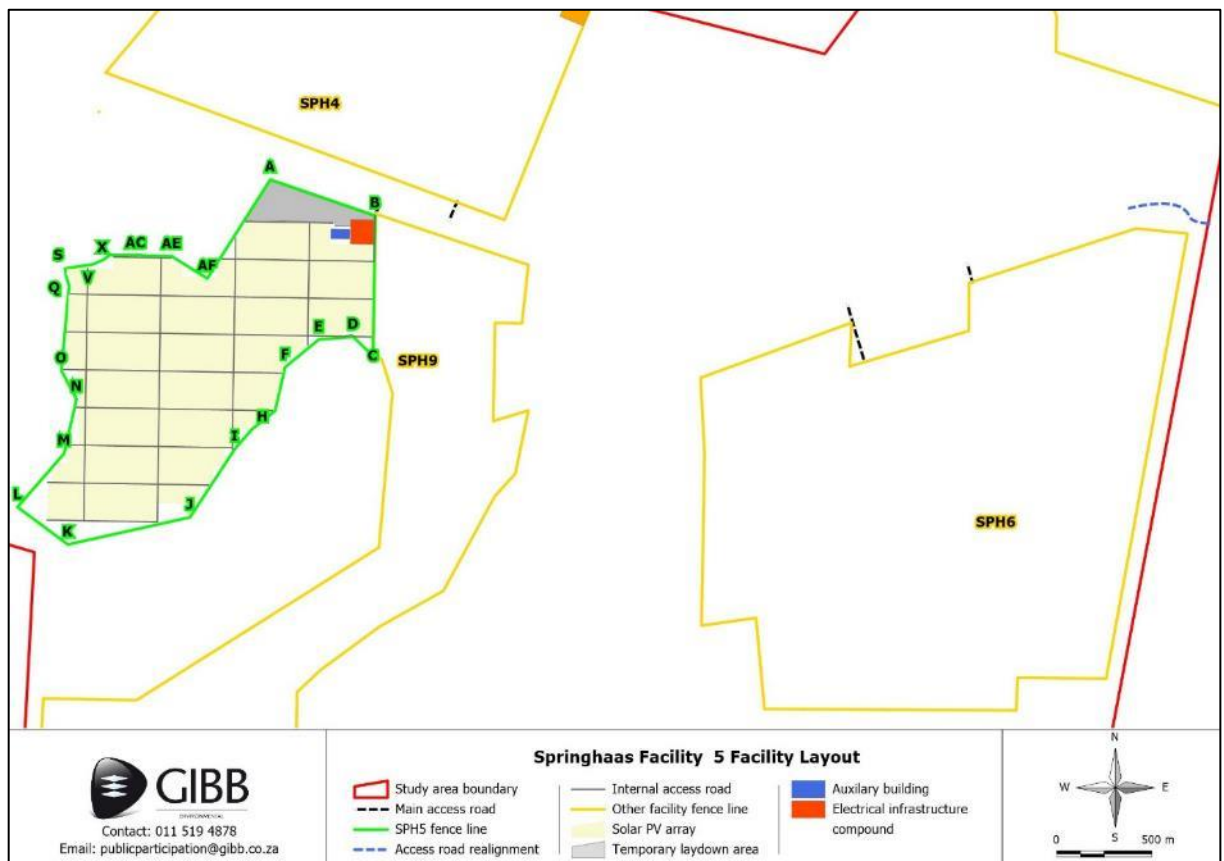 SPH4
A
B
S
X
AC
AE
V
AF
Q
E
D
O
F
C
SPH9
N
H
M
I
L
J
K
SPH6
GIBB
ENVIRONMENTAL
Contact: 011 519 4878
Email: publicparticipation@gibb.co.za
Springhaas Facility 5 Facility Layout
Study area boundary
Main access road
SPH5 fence line
Access road realignment
Internal access road
Other facility fence line
Solar PV array
Temporary laydown area
Auxilary building
Electrical infrastructure
compound
N
W
E
S
0
500 m